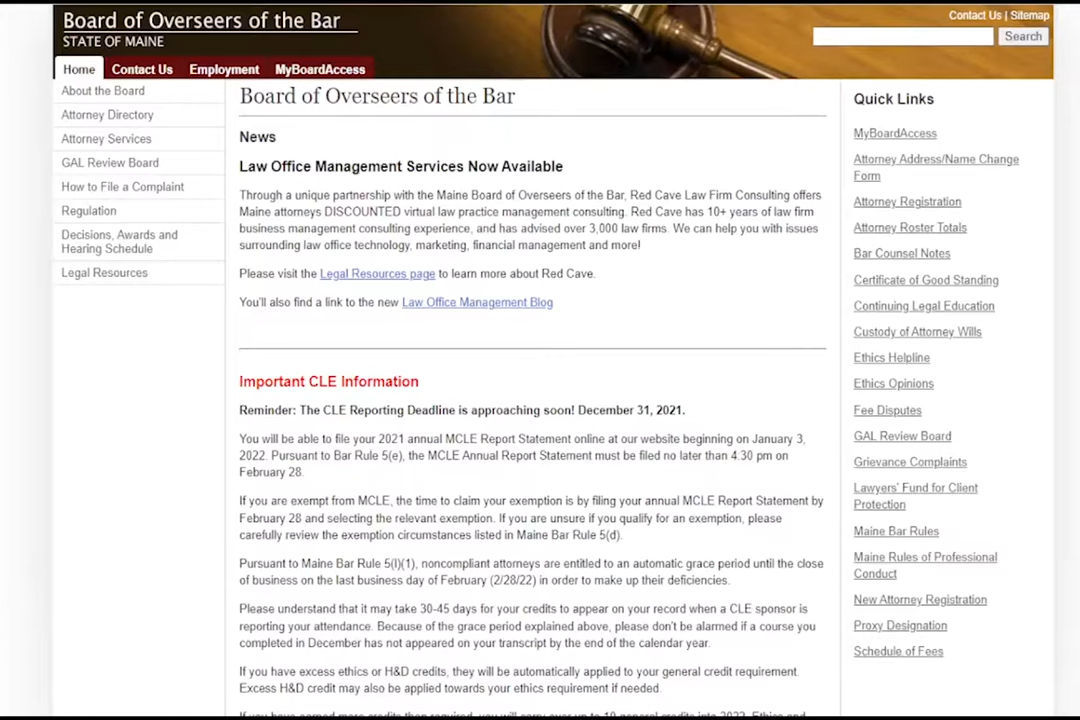 Board of Overseers of the Bar
STATE OF MAINE
Contact Us | Sitemap
Search
Home
Contact Us
Employment
MyBoardAccess
About the Board
Attorney Directory
Attorney Services
GAL Review Board
How to File a Complaint
Regulation
Decisions, Awards and
Hearing Schedule
Legal Resources
Board of Overseers of the Bar
News
Law Office Management Services Now Available
Through a unique partnership with the Maine Board of Overseers of the Bar, Red Cave Law Firm Consulting offers
Maine attorneys DISCOUNTED virtual law practice management consulting. Red Cave has 10+ years of law firm
business management consulting experience, and has advised over 3,000 law firms. We can help you with issues
surrounding law office technology, marketing, financial management and more!
Please visit the Legal Resources page to learn more about Red Cave.
You'll also find a link to the new Law Office Management Blog
Important CLE Information
Reminder: The CLE Reporting Deadline is approaching soon! December 31, 2021.
You will be able to file your 2021 annual MCLE Report Statement online at our website beginning on January 3,
2022. Pursuant to Bar Rule 5(e), the MCLE Annual Report Statement must be filed no later than 4:30 pm on
February 28.
If you are exempt from MCLE, the time to claim your exemption is by filing your annual MCLE Report Statement by
February 28 and selecting the relevant exemption. If you are unsure if you qualify for an exemption, please
carefully review the exemption circumstances listed in Maine Bar Rule 5(d).
Pursuant to Maine Bar Rule 5(l)(1), noncompliant attorneys are entitled to an automatic grace period until the close
of business on the last business day of February (2/28/22) in order to make up their deficiencies.
Please understand that it may take 30-45 days for your credits to appear on your record when a CLE sponsor is
reporting your attendance. Because of the grace period explained above, please don't be alarmed if a course you
completed in December has not appeared on your transcript by the end of the calendar year.
If you have excess ethics or H&D credits, they will be automatically applied to your general credit requirement.
Excess H&D credit may also be applied towards your ethics requirement if needed.
If you have earned more credits than required, you will carry over up to 10 general credits into 2022. Ethics and
Quick Links
MyBoardAccess
Attorney Address/Name Change
Form
Attorney Registration
Attorney Roster Totals
Bar Counsel Notes
Certificate of Good Standing
Continuing Legal Education
Custody of Attorney Wills
Ethics Helpline
Ethics Opinions
Fee Disputes
GAL Review Board
Grievance Complaints
Lawyers' Fund for Client
Protection
Maine Bar Rules
Maine Rules of Professional
Conduct
New Attorney Registration
Proxy Designation
Schedule of Fees